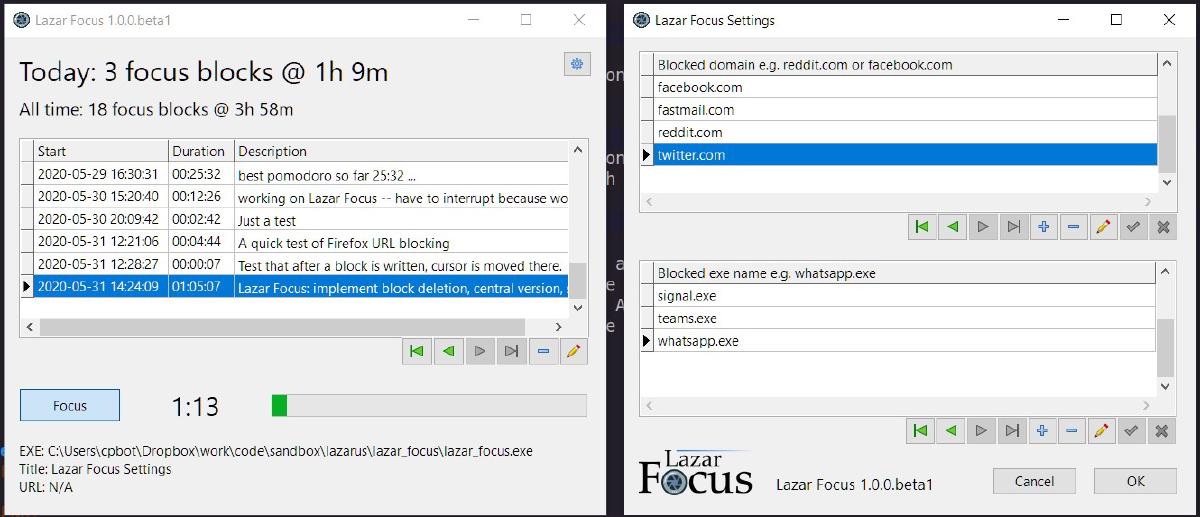 Lazar Focus 1.0.0.beta1
Today: 3 focus blocks @ 1h 9m
All time: 18 focus blocks @ 3h 58m
Start Duration Description
2020-05-29 16:30:31 00:25:32 best pomodoro so far 25:32 ...
2020-05-30 15:20:40 00:12:26 working on Lazar Focus -- have to interrupt because wo
2020-05-30 20:09:42 00:02:42 Just a test
2020-05-31 12:21:06 00:04:44 A quick test of Firefox URL blocking
2020-05-31 12:28:27 00:00:07 Test that after a block is written, cursor is moved there.
2020-05-31 14:24:09 01:05:07 Lazar Focus: implement block deletion, central version,
Focus 1:13
EXE: C:\Users\cpbot\Dropbox\work\code\sandbox\lazarus\lazar_focus\lazar_focus.exe
Title: Lazar Focus Settings
URL: N/A
Lazar Focus Settings
Blocked domain e.g. reddit.com or facebook.com
facebook.com
fastmail.com
reddit.com
twitter.com
Blocked exe name e.g. whatsapp.exe
signal.exe
teams.exe
whatsapp.exe
Lazar
Focus
Lazar Focus 1.0.0.beta1
Cancel OK